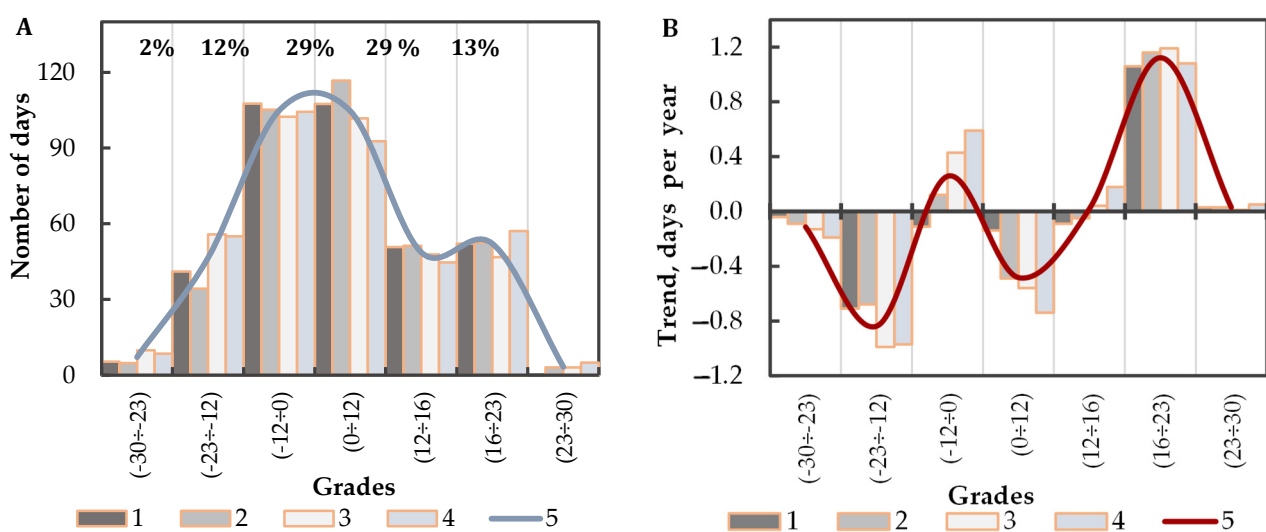 A
2% 12% 29% 29 % 13%
Nomber of days
120
90
60
30
0
(-30÷-23)
(-23÷-12)
(-12÷0)
(0÷12)
(12÷16)
(16÷23)
(23÷30)
Grades
1 2 3 4 5
B
Trend, days per year
1.2
0.8
0.4
0.0
−0.4
−0.8
−1.2
(-30÷-23)
(-23÷-12)
(-12÷0)
(0÷12)
(12÷16)
(16÷23)
(23÷30)
Grades
1 2 3 4 5